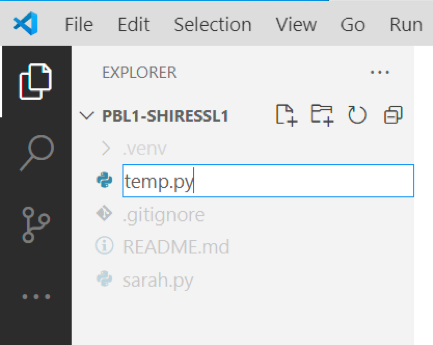 File Edit Selection View Go Run
EXPLORER
PBL1-SHIRESSL1
.venv
temp.py
.gitignore
README.md
sarah.py